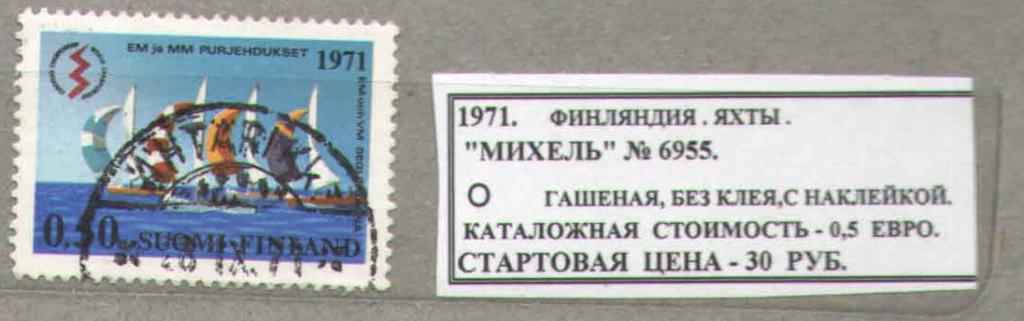 EM ja MM PURJEHDUKSET 1971
0,50 SUOMI-FINLAND
1971. ФИНЛЯНДИЯ . ЯХТЫ .
"МИХЕЛЬ" № 6955.
О ГАШЕНАЯ, БЕЗ КЛЕЯ,С НАКЛЕЙКОЙ.
КАТАЛОЖНАЯ СТОИМОСТЬ - 0,5 ЕВРО.
СТАРТОВАЯ ЦЕНА - 30 РУБ.